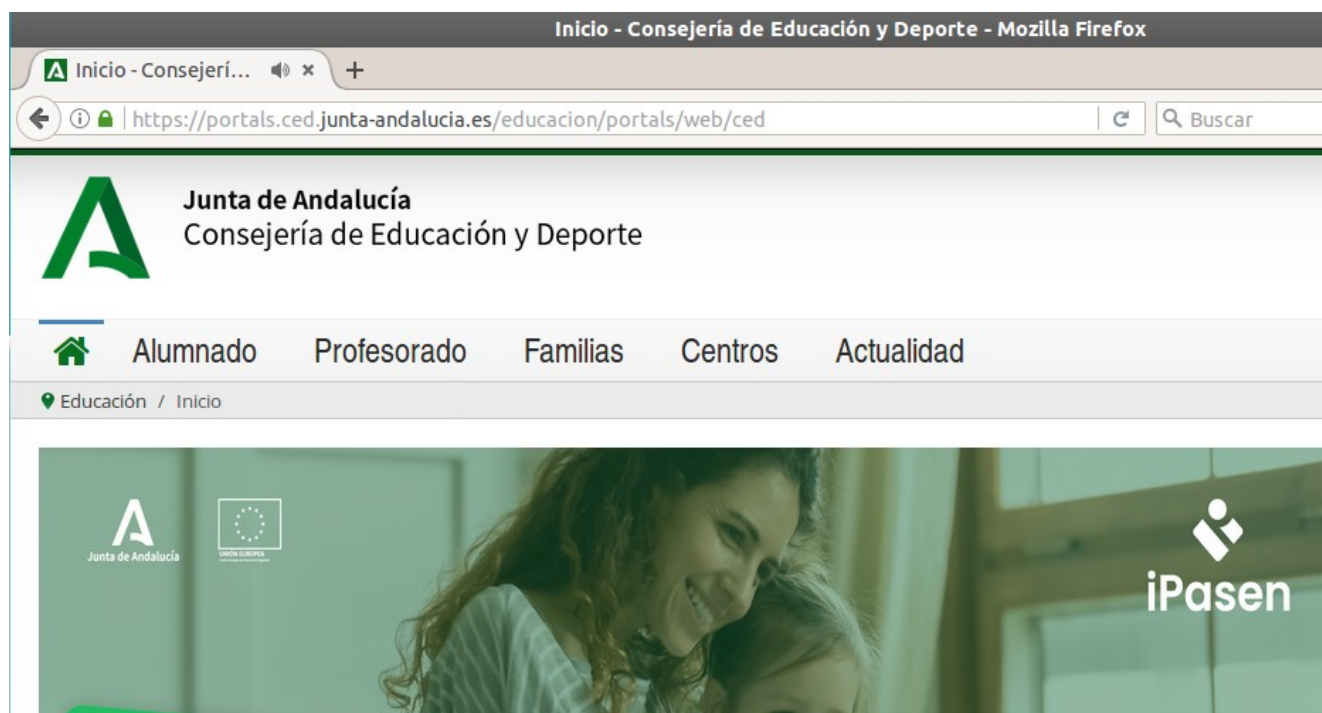 Inicio - Consejería de Educación y Deporte - Mozilla Firefox
Inicio - Consejerí...
https://portals.ced.junta-andalucia.es/educacion/portals/web/ced
Buscar
Junta de Andalucía
Consejería de Educación y Deporte
Alumnado Profesorado Familias Centros Actualidad
Educación / Inicio
Junta de Andalucía
UNIÓN EUROPEA
iPasen